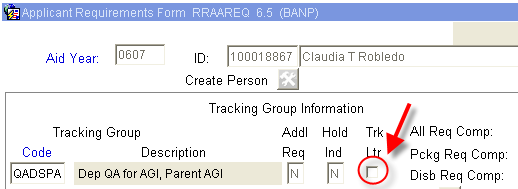 Applicant Requirements Form RRAAREQ 6.5 (BANP)
Aid Year: 0607 ID: 100018867 Claudia T Robledo
Create Person
Tracking Group Information
Tracking Group Addl Hold Trk All Req Comp:
Code Description Req Ind Ltr Pckg Req Comp:
QADSPA Dep QA for AGI, Parent AGI N N Disb Req Comp: